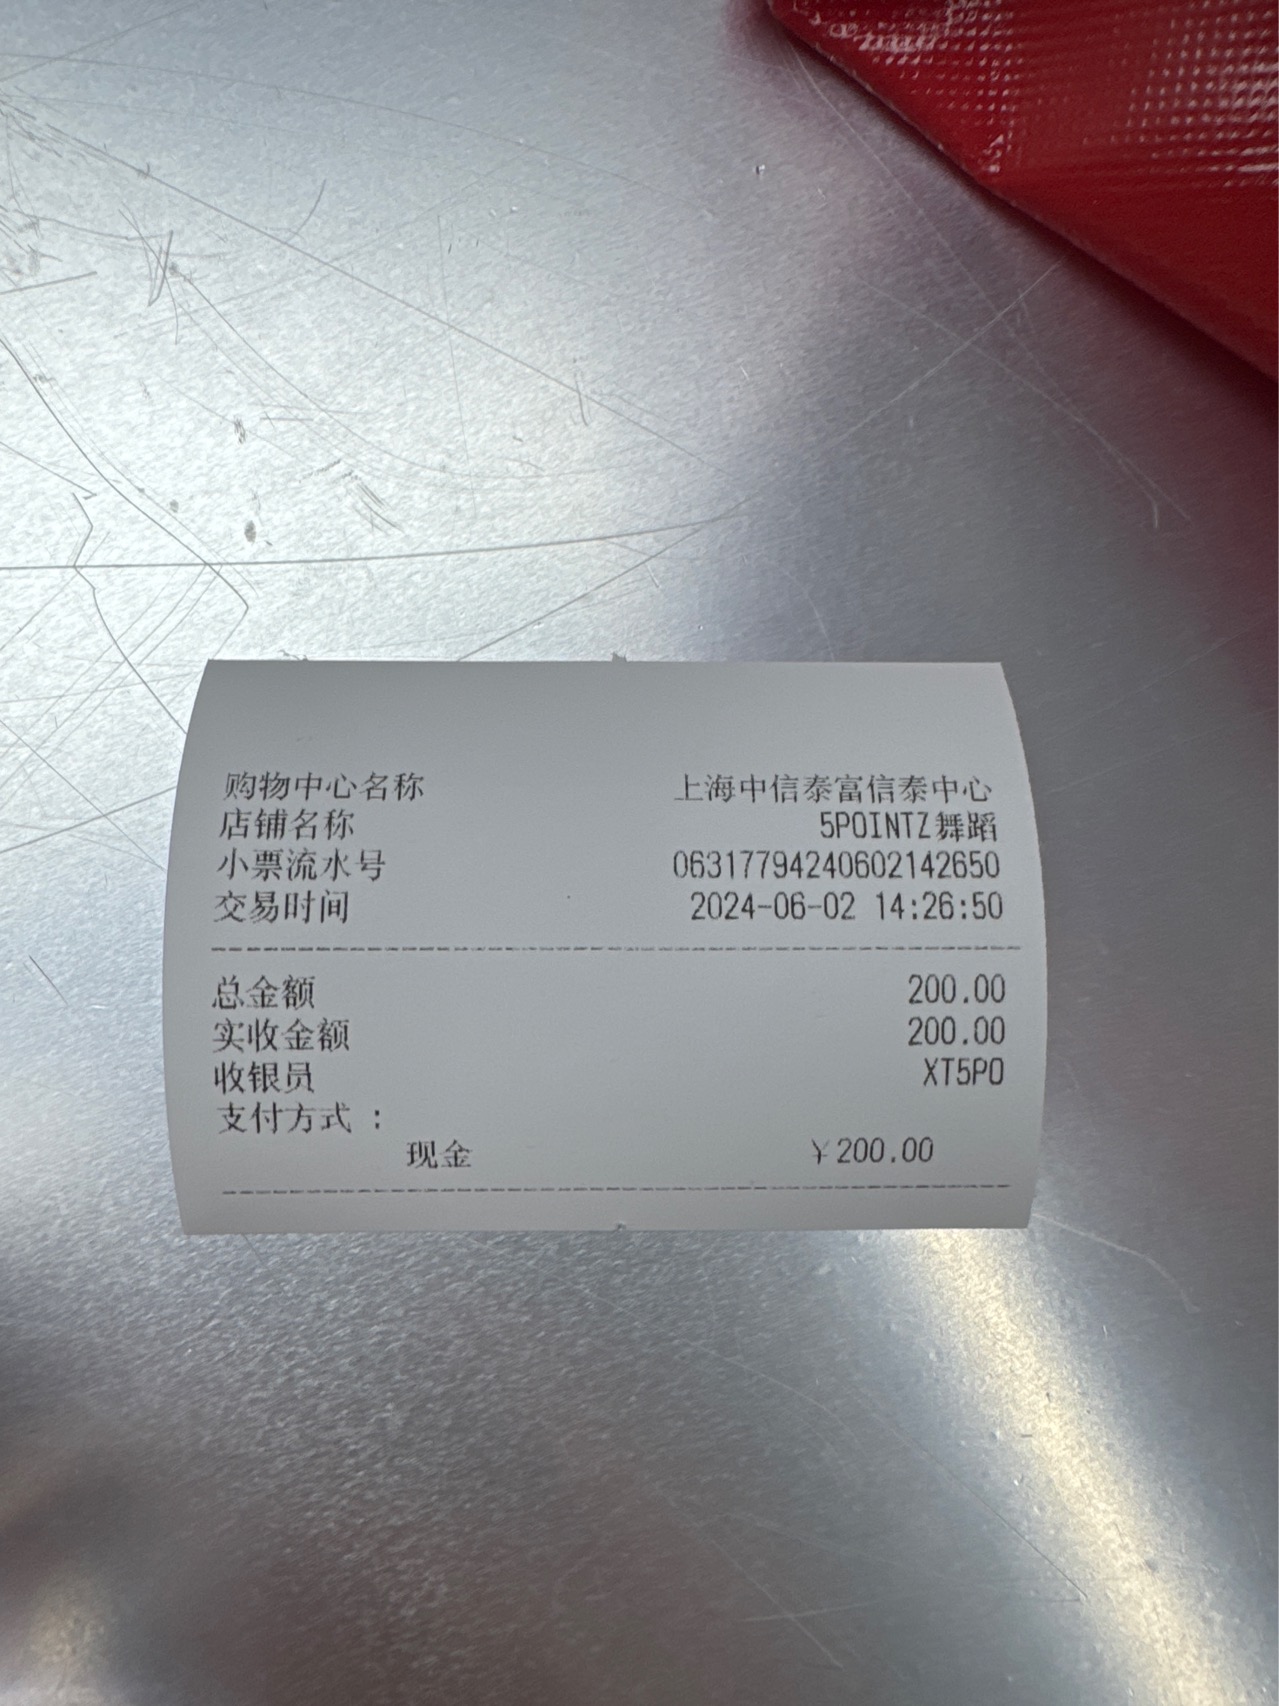 购物中心名称 上海中信泰富信泰中心
店铺名称 5POINTZ舞蹈
小票流水号 06317794240602142650
交易时间 2024-06-02 14:26:50
总金额 200.00
实收金额 200.00
收银员 XT5PO
支付方式 :
现金 ¥200.00